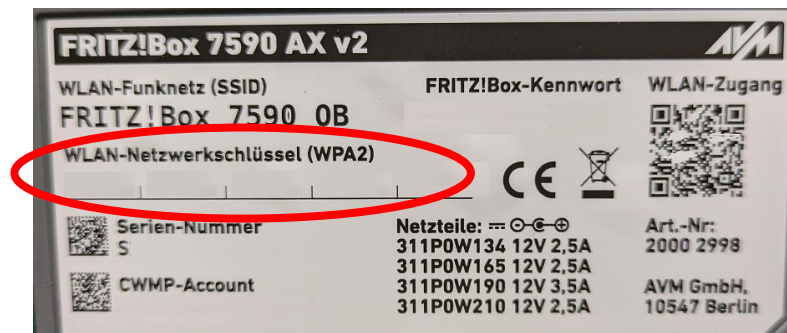 FRITZ!Box 7590 AX v2
AVM
WLAN-Funknetz (SSID)
FRITZ!Box-Kennwort
WLAN-Zugang
FRITZ!Box 7590 OB
WLAN-Netzwerkschlüssel (WPA2)
CE
Serien-Nummer
S
CWMP-Account
Netzteile:
311P0W134 12V 2,5A
311P0W165 12V 2,5A
311P0W190 12V 3,5A
311P0W210 12V 2,5A
Art.-Nr:
2000 2998
AVM GmbH,
10547 Berlin